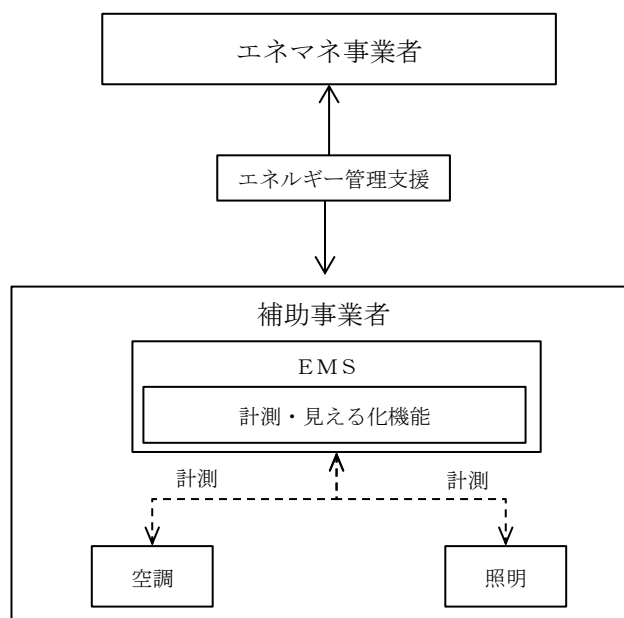 エネマネ事業者
エネルギー管理支援
補助事業者
ＥＭＳ
計測・見える化機能
計測
計測
空調
照明